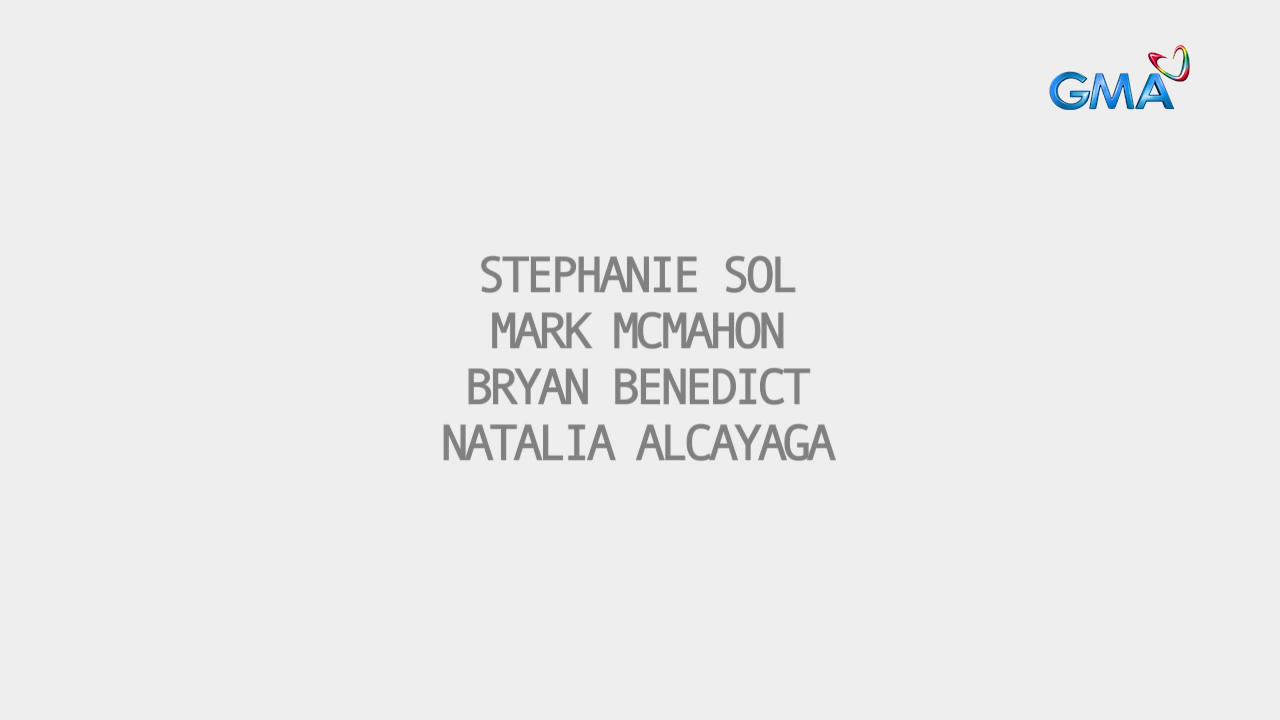 GMA
STEPHANIE SOL
MARK MCMAHON
BRYAN BENEDICT
NATALIA ALCAYAGA